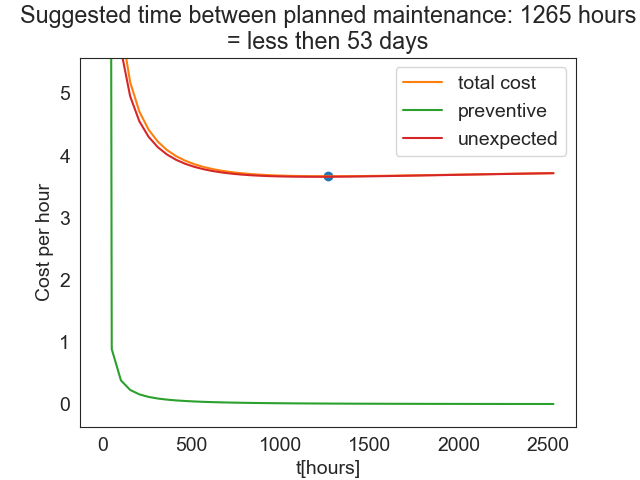 Suggested time between planned maintenance: 1265 hours
= less then 53 days
total cost
preventive
unexpected
Cost per hour
5
4
3
2
1
0
0
500
1000
1500
2000
2500
t[hours]